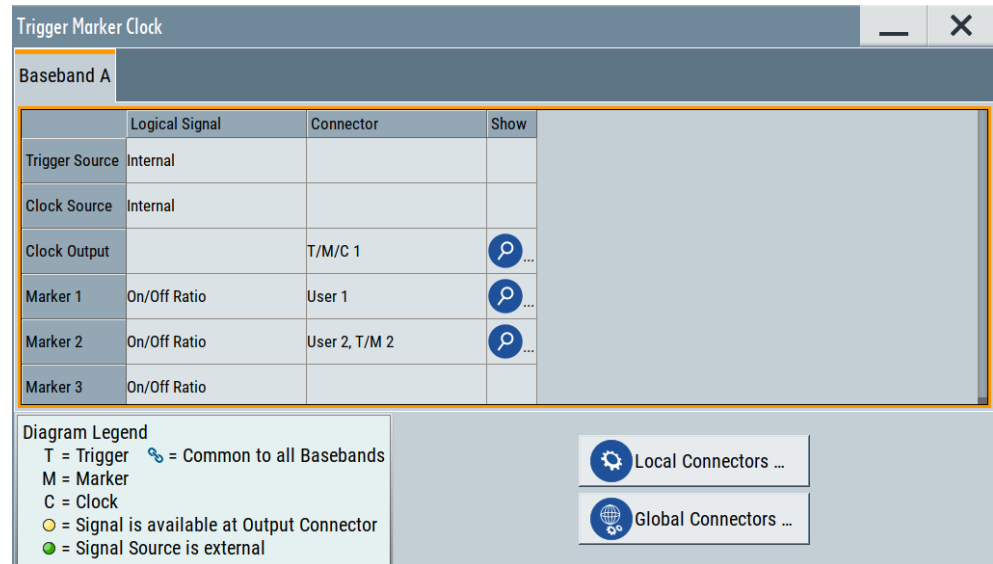 Trigger Marker Clock
Baseband A
Logical Signal Connector Show
Trigger Source Internal
Clock Source Internal
Clock Output T/M/C 1 ...
Marker 1 On/Off Ratio User 1 ...
Marker 2 On/Off Ratio User 2, T/M 2 ...
Marker 3 On/Off Ratio
Diagram Legend
T = Trigger = Common to all Basebands
M = Marker
C = Clock
= Signal is available at Output Connector
= Signal Source is external
Local Connectors ...
Global Connectors ...